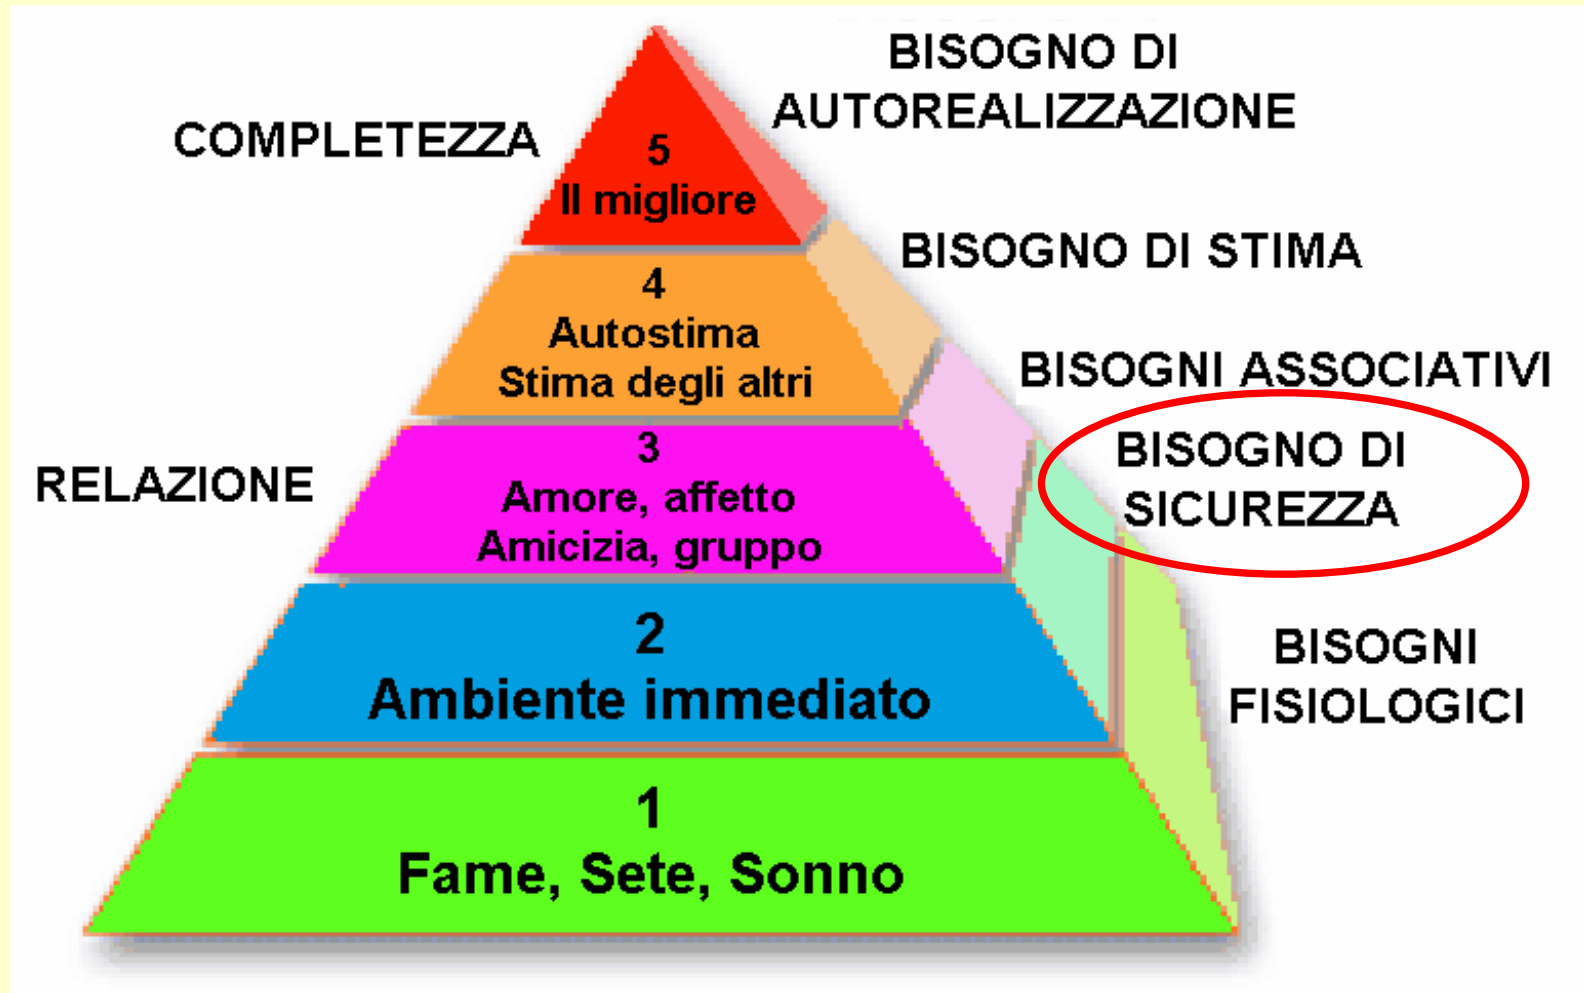 BISOGNO DI
AUTOREALIZZAZIONE
COMPLETEZZA
5
Il migliore
BISOGNO DI STIMA
4
Autostima
Stima degli altri
BISOGNI ASSOCIATIVI
BISOGNO DI
SICUREZZA
RELAZIONE
3
Amore, affetto
Amicizia, gruppo
2
Ambiente immediato
BISOGNI
FISIOLOGICI
1
Fame, Sete, Sonno